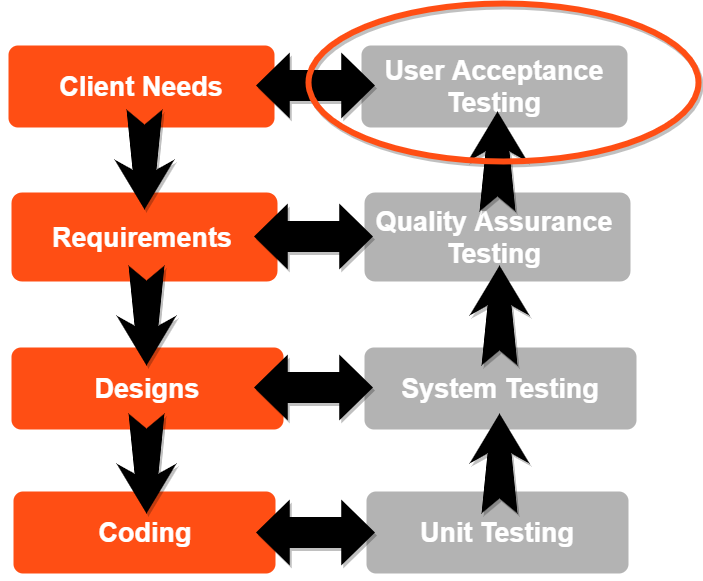 Client Needs
User Acceptance
Testing
Requirements
Quality Assurance
Testing
Designs
System Testing
Coding
Unit Testing